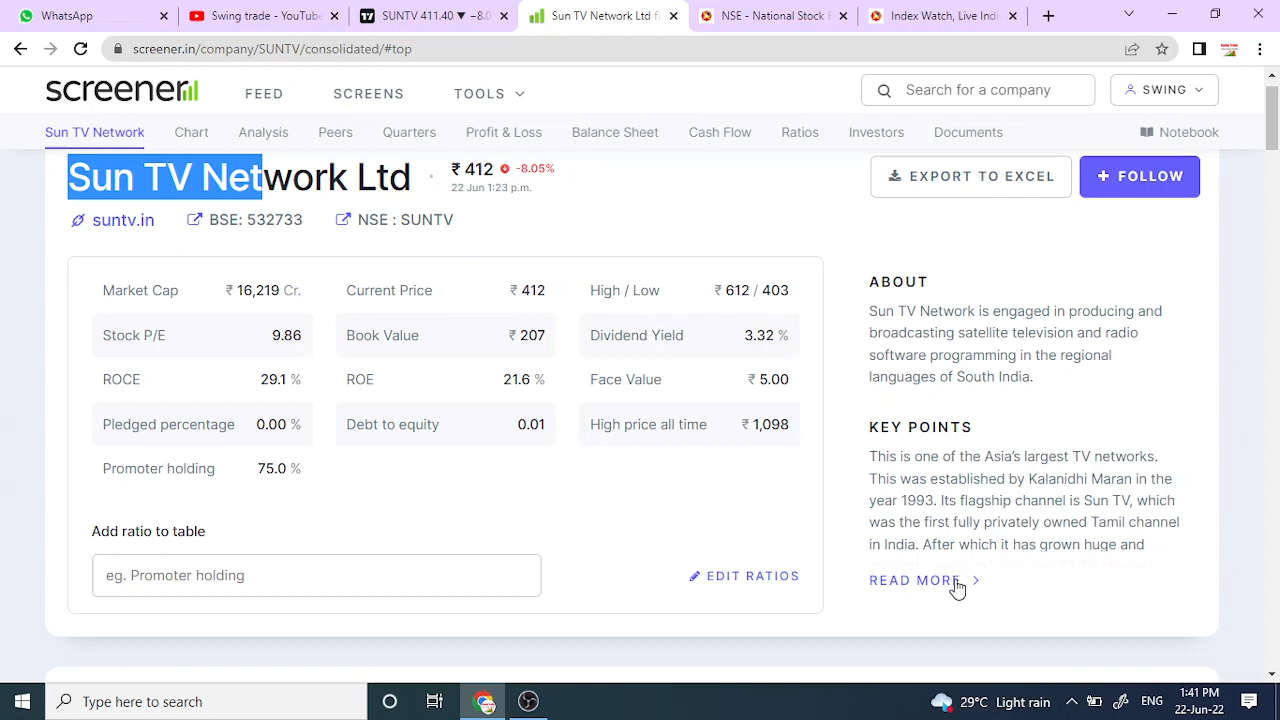 WhatsApp
Swing trade - YouTube
SUNTV 411.40 ▼ −8.0
Sun TV Network Ltd f
NSE - National Stock E
Index Watch, Live Indi
screener.in/company/SUNTV/consolidated/#top
screener
FEED
SCREENS
TOOLS
Search for a company
SWING
Sun TV Network
Chart
Analysis
Peers
Quarters
Profit & Loss
Balance Sheet
Cash Flow
Ratios
Investors
Documents
Notebook
Sun TV Network Ltd
₹ 412 -8.05%
22 Jun 1:23 p.m.
EXPORT TO EXCEL
FOLLOW
suntv.in
BSE: 532733
NSE : SUNTV
Market Cap ₹ 16,219 Cr.
Current Price ₹ 412
High / Low ₹ 612 / 403
Stock P/E 9.86
Book Value ₹ 207
Dividend Yield 3.32 %
ROCE 29.1 %
ROE 21.6 %
Face Value ₹ 5.00
Pledged percentage 0.00 %
Debt to equity 0.01
High price all time ₹ 1,098
Promoter holding 75.0 %
Add ratio to table
eg. Promoter holding
EDIT RATIOS
ABOUT
Sun TV Network is engaged in producing and
broadcasting satellite television and radio
software programming in the regional
languages of South India.
KEY POINTS
This is one of the Asia's largest TV networks.
This was established by Kalanidhi Maran in the
year 1993. Its flagship channel is Sun TV, which
was the first fully privately owned Tamil channel
in India. After which it has grown huge and
READ MORE
Type here to search
29°C Light rain
ENG
1:41 PM
22-Jun-22